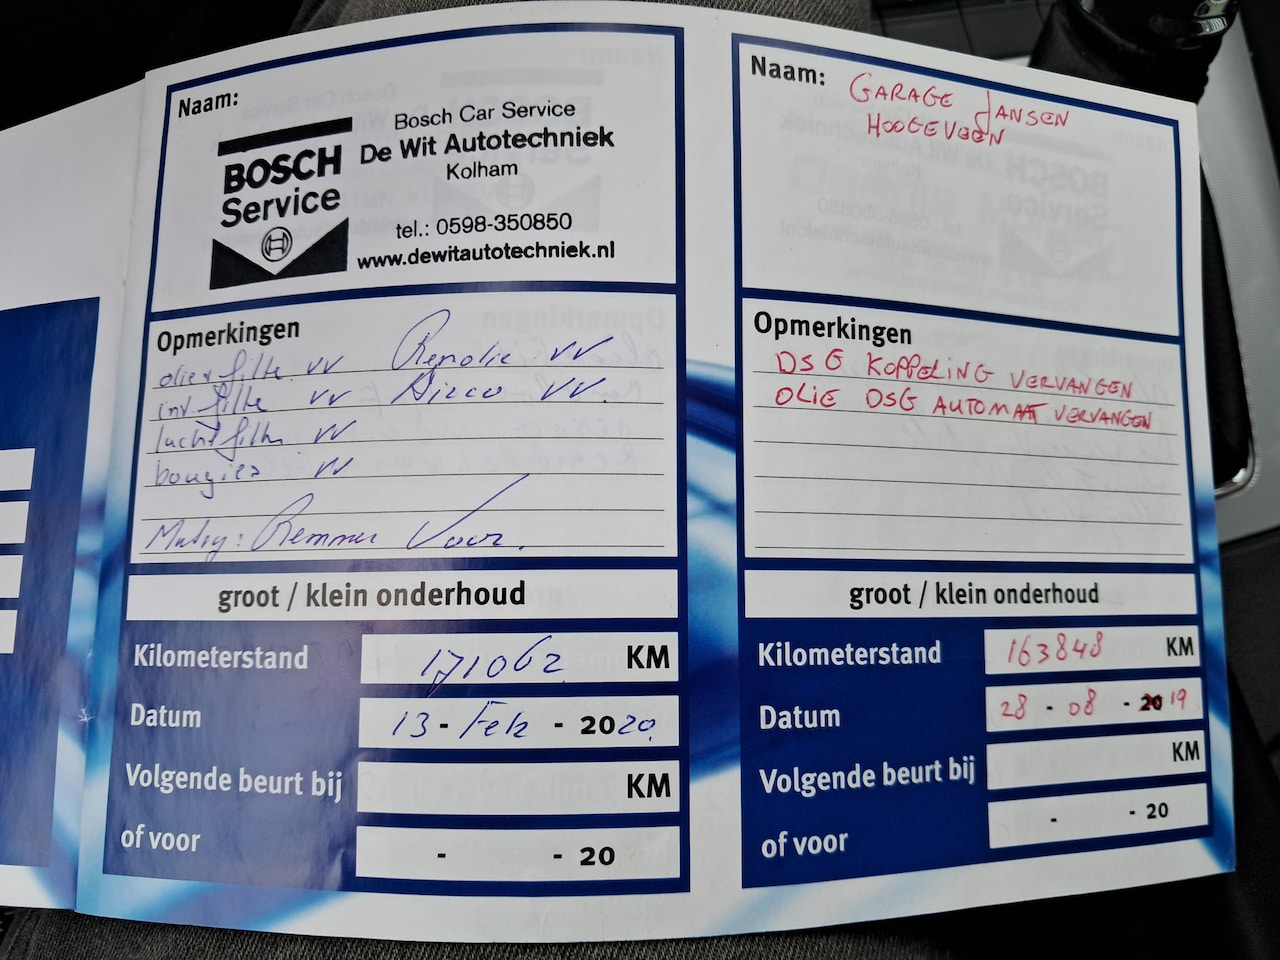 Naam:
BOSCH
Service
Bosch Car Service
De Wit Autotechniek
Kolham
tel.: 0598-350850
www.dewitautotechniek.nl
Opmerkingen
olie + filter vv Remolie vv
int. filter vv Airco vv
luchtfilter vv
bougies vv
Remmen Voor.
groot / klein onderhoud
Kilometerstand 171062 KM
Datum 13 - Feb - 2020
Volgende beurt bij KM
of voor - - 20
Naam: GARAGE JANSEN
HOOGEVEEN
Opmerkingen
DSG KOPPELING VERVANGEN
OLIE DSG AUTOMAAT VERVANGEN
groot / klein onderhoud
Kilometerstand 163848 KM
Datum 28 - 08 - 2019
Volgende beurt bij KM
of voor - - 20